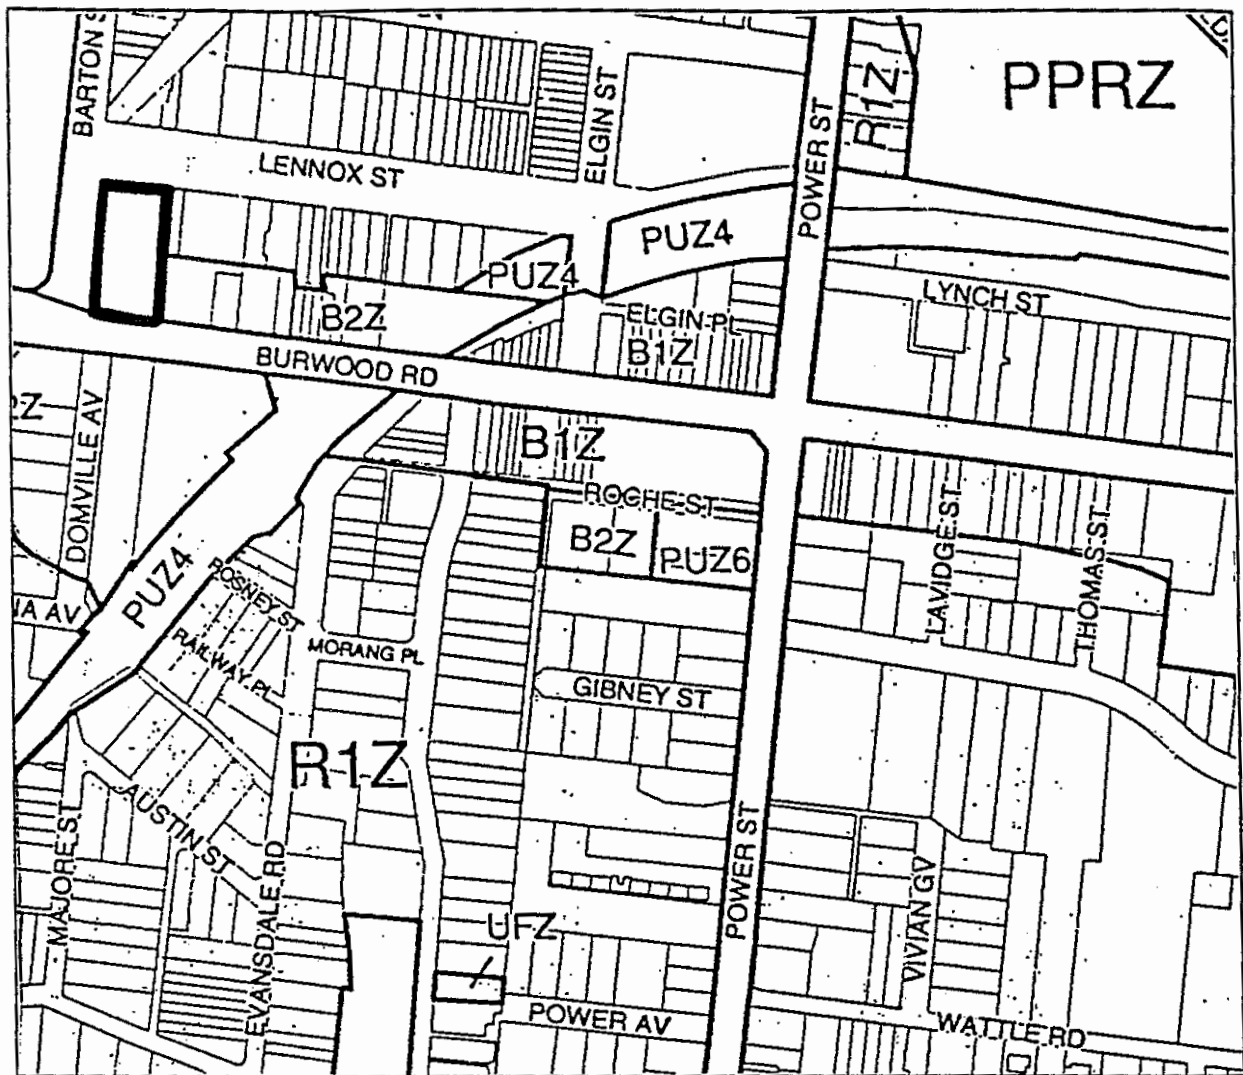 BARTON S
ELGIN ST
POWER ST
R1Z
PPRZ
LENNOX ST
PUZ4
PUZ4
LYNCH ST
B2Z
ELGIN PL
B1Z
BURWOOD RD
DOMVILLE AV
B1Z
ROCHE ST
B2Z
PUZ6
LAVIDGE ST
THOMAS ST
PUZ4
ROSNEY ST
IA AV
RAILWAY PL
MORANG PL
GIBNEY ST
R1Z
AUSTIN ST
MAJORE ST
EVANSDALE RD
POWER ST
VIVIAN GV
UFZ
POWER AV
WATTLE RD